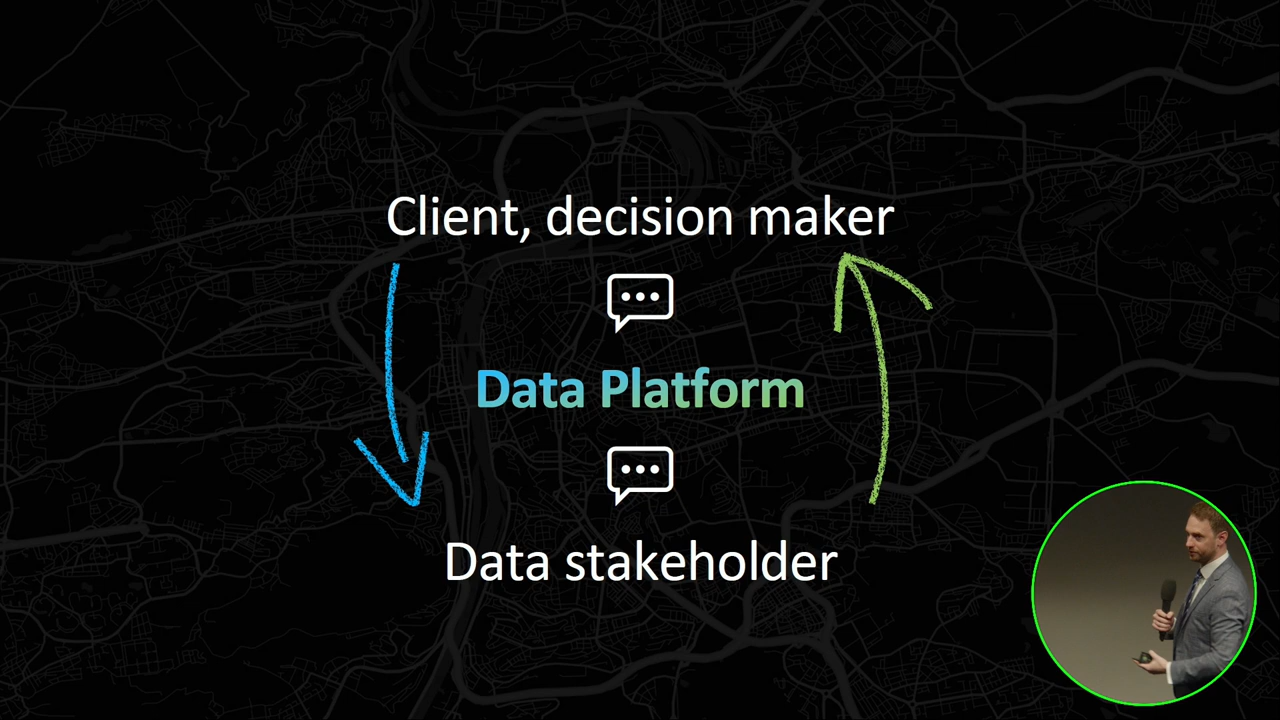 Client, decision maker
Data Platform
Data stakeholder